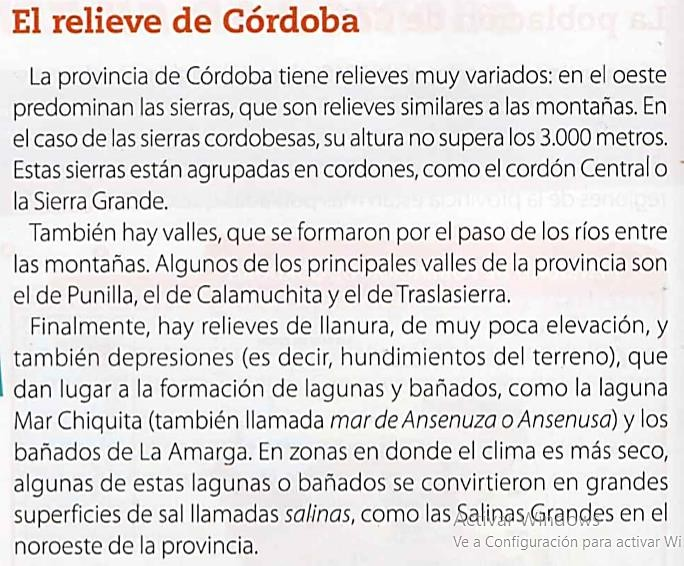 El relieve de Córdoba
La provincia de Córdoba tiene relieves muy variados: en el oeste
predominan las sierras, que son relieves similares a las montañas. En
el caso de las sierras cordobesas, su altura no supera los 3.000 metros.
Estas sierras están agrupadas en cordones, como el cordón Central o
la Sierra Grande.
También hay valles, que se formaron por el paso de los ríos entre
las montañas. Algunos de los principales valles de la provincia son
el de Punilla, el de Calamuchita y el de Traslasierra.
Finalmente, hay relieves de llanura, de muy poca elevación, y
también depresiones (es decir, hundimientos del terreno), que
dan lugar a la formación de lagunas y bañados, como la laguna
Mar Chiquita (también llamada mar de Ansenuza o Ansenusa) y los
bañados de La Amarga. En zonas en donde el clima es más seco,
algunas de estas lagunas o bañados se convirtieron en grandes
superficies de sal llamadas salinas, como las Salinas Grandes en el
noroeste de la provincia.
Activar Windows
Ve a Configuración para activar Wi